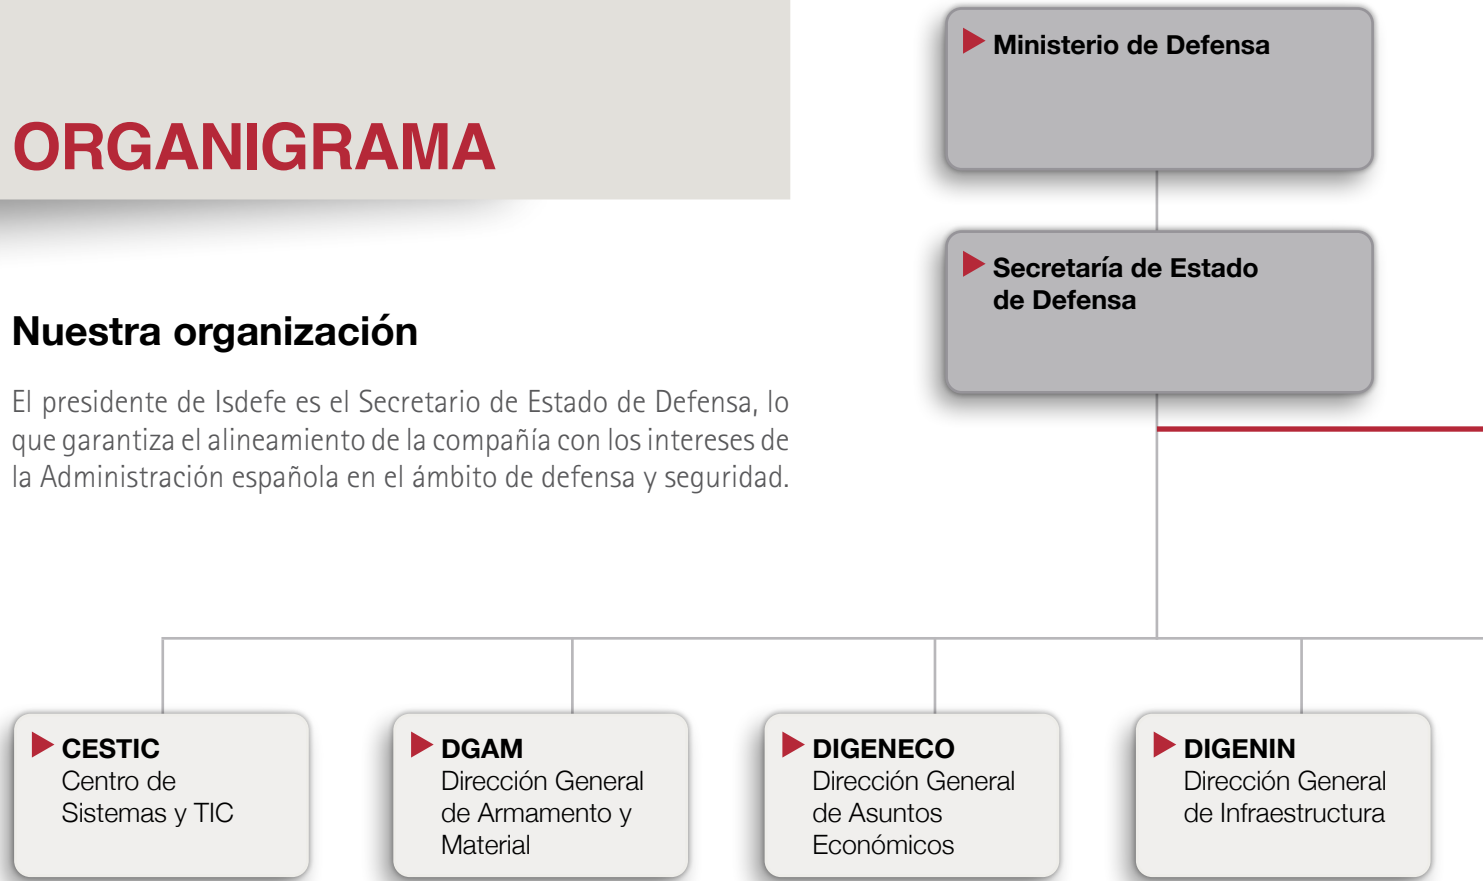 ORGANIGRAMA
Nuestra organización
El presidente de Isdefe es el Secretario de Estado de Defensa, lo
que garantiza el alineamiento de la compañía con los intereses de
la Administración española en el ámbito de defensa y seguridad.
Ministerio de Defensa
Secretaría de Estado
de Defensa
CESTIC
Centro de
Sistemas y TIC
DGAM
Dirección General
de Armamento y
Material
DIGENECO
Dirección General
de Asuntos
Económicos
DIGENIN
Dirección General
de Infraestructura